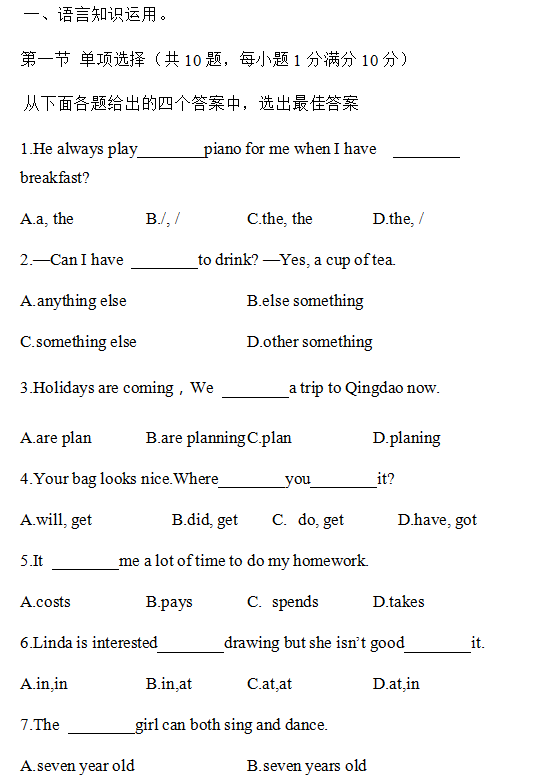 一、语言知识运用。
第一节 单项选择（共 10 题，每小题 1 分满分 10 分）
从下面各题给出的四个答案中，选出最佳答案
1.He always play________piano for me when I have ________
breakfast?
A.a, the B./, / C.the, the D.the, /
2.—Can I have ________to drink? —Yes, a cup of tea.
A.anything else B.else something
C.something else D.other something
3.Holidays are coming，We ________a trip to Qingdao now.
A.are plan B.are planning C.plan D.planing
4.Your bag looks nice.Where________you________it?
A.will, get B.did, get C. do, get D.have, got
5.It ________me a lot of time to do my homework.
A.costs B.pays C. spends D.takes
6.Linda is interested________drawing but she isn’t good________it.
A.in,in B.in,at C.at,at D.at,in
7.The ________girl can both sing and dance.
A.seven year old B.seven years old